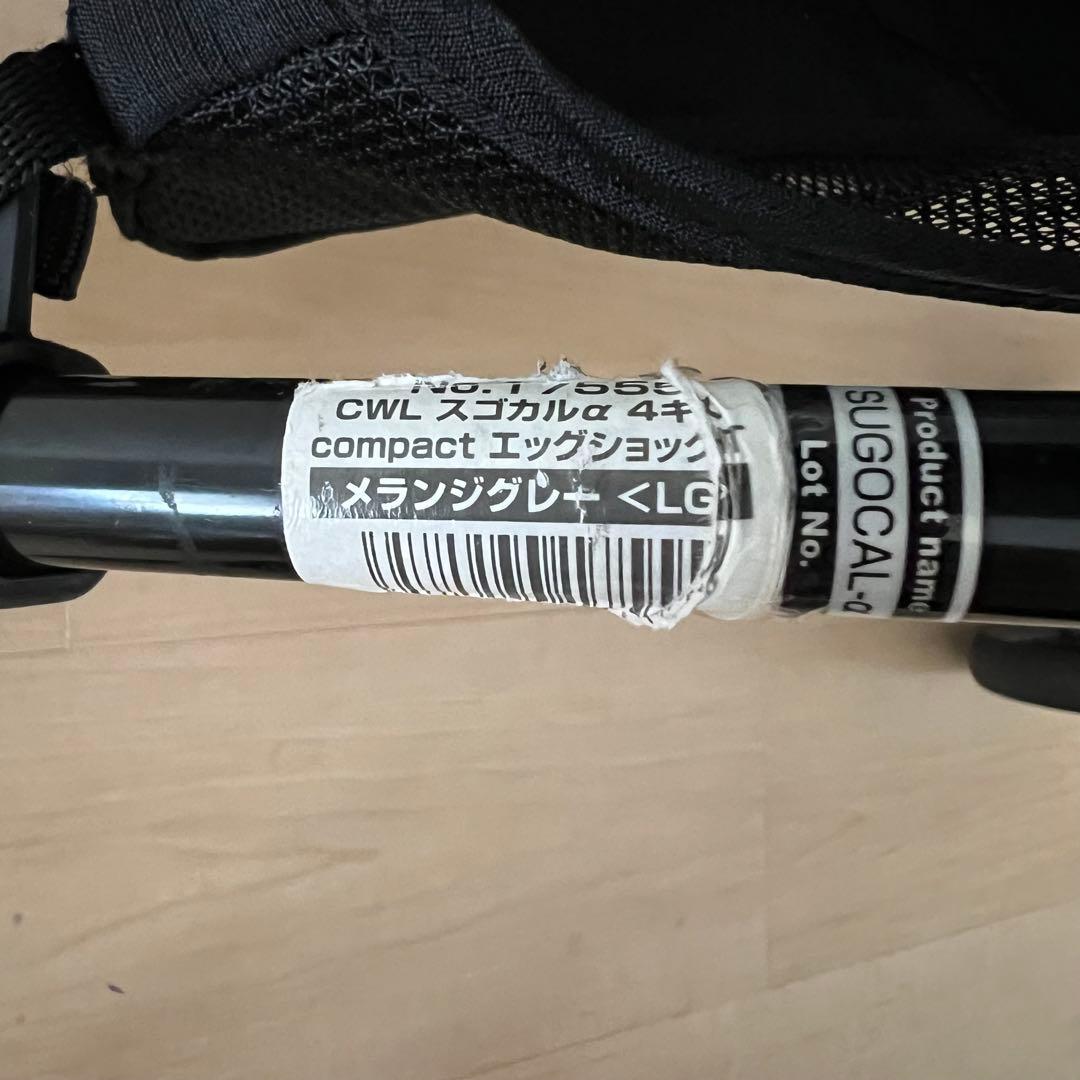 No.17555
CWL スゴカルα 4キャ
compact エッグショック
メランジグレー <LG>
Product name
SUGOCAL-α
Lot No.